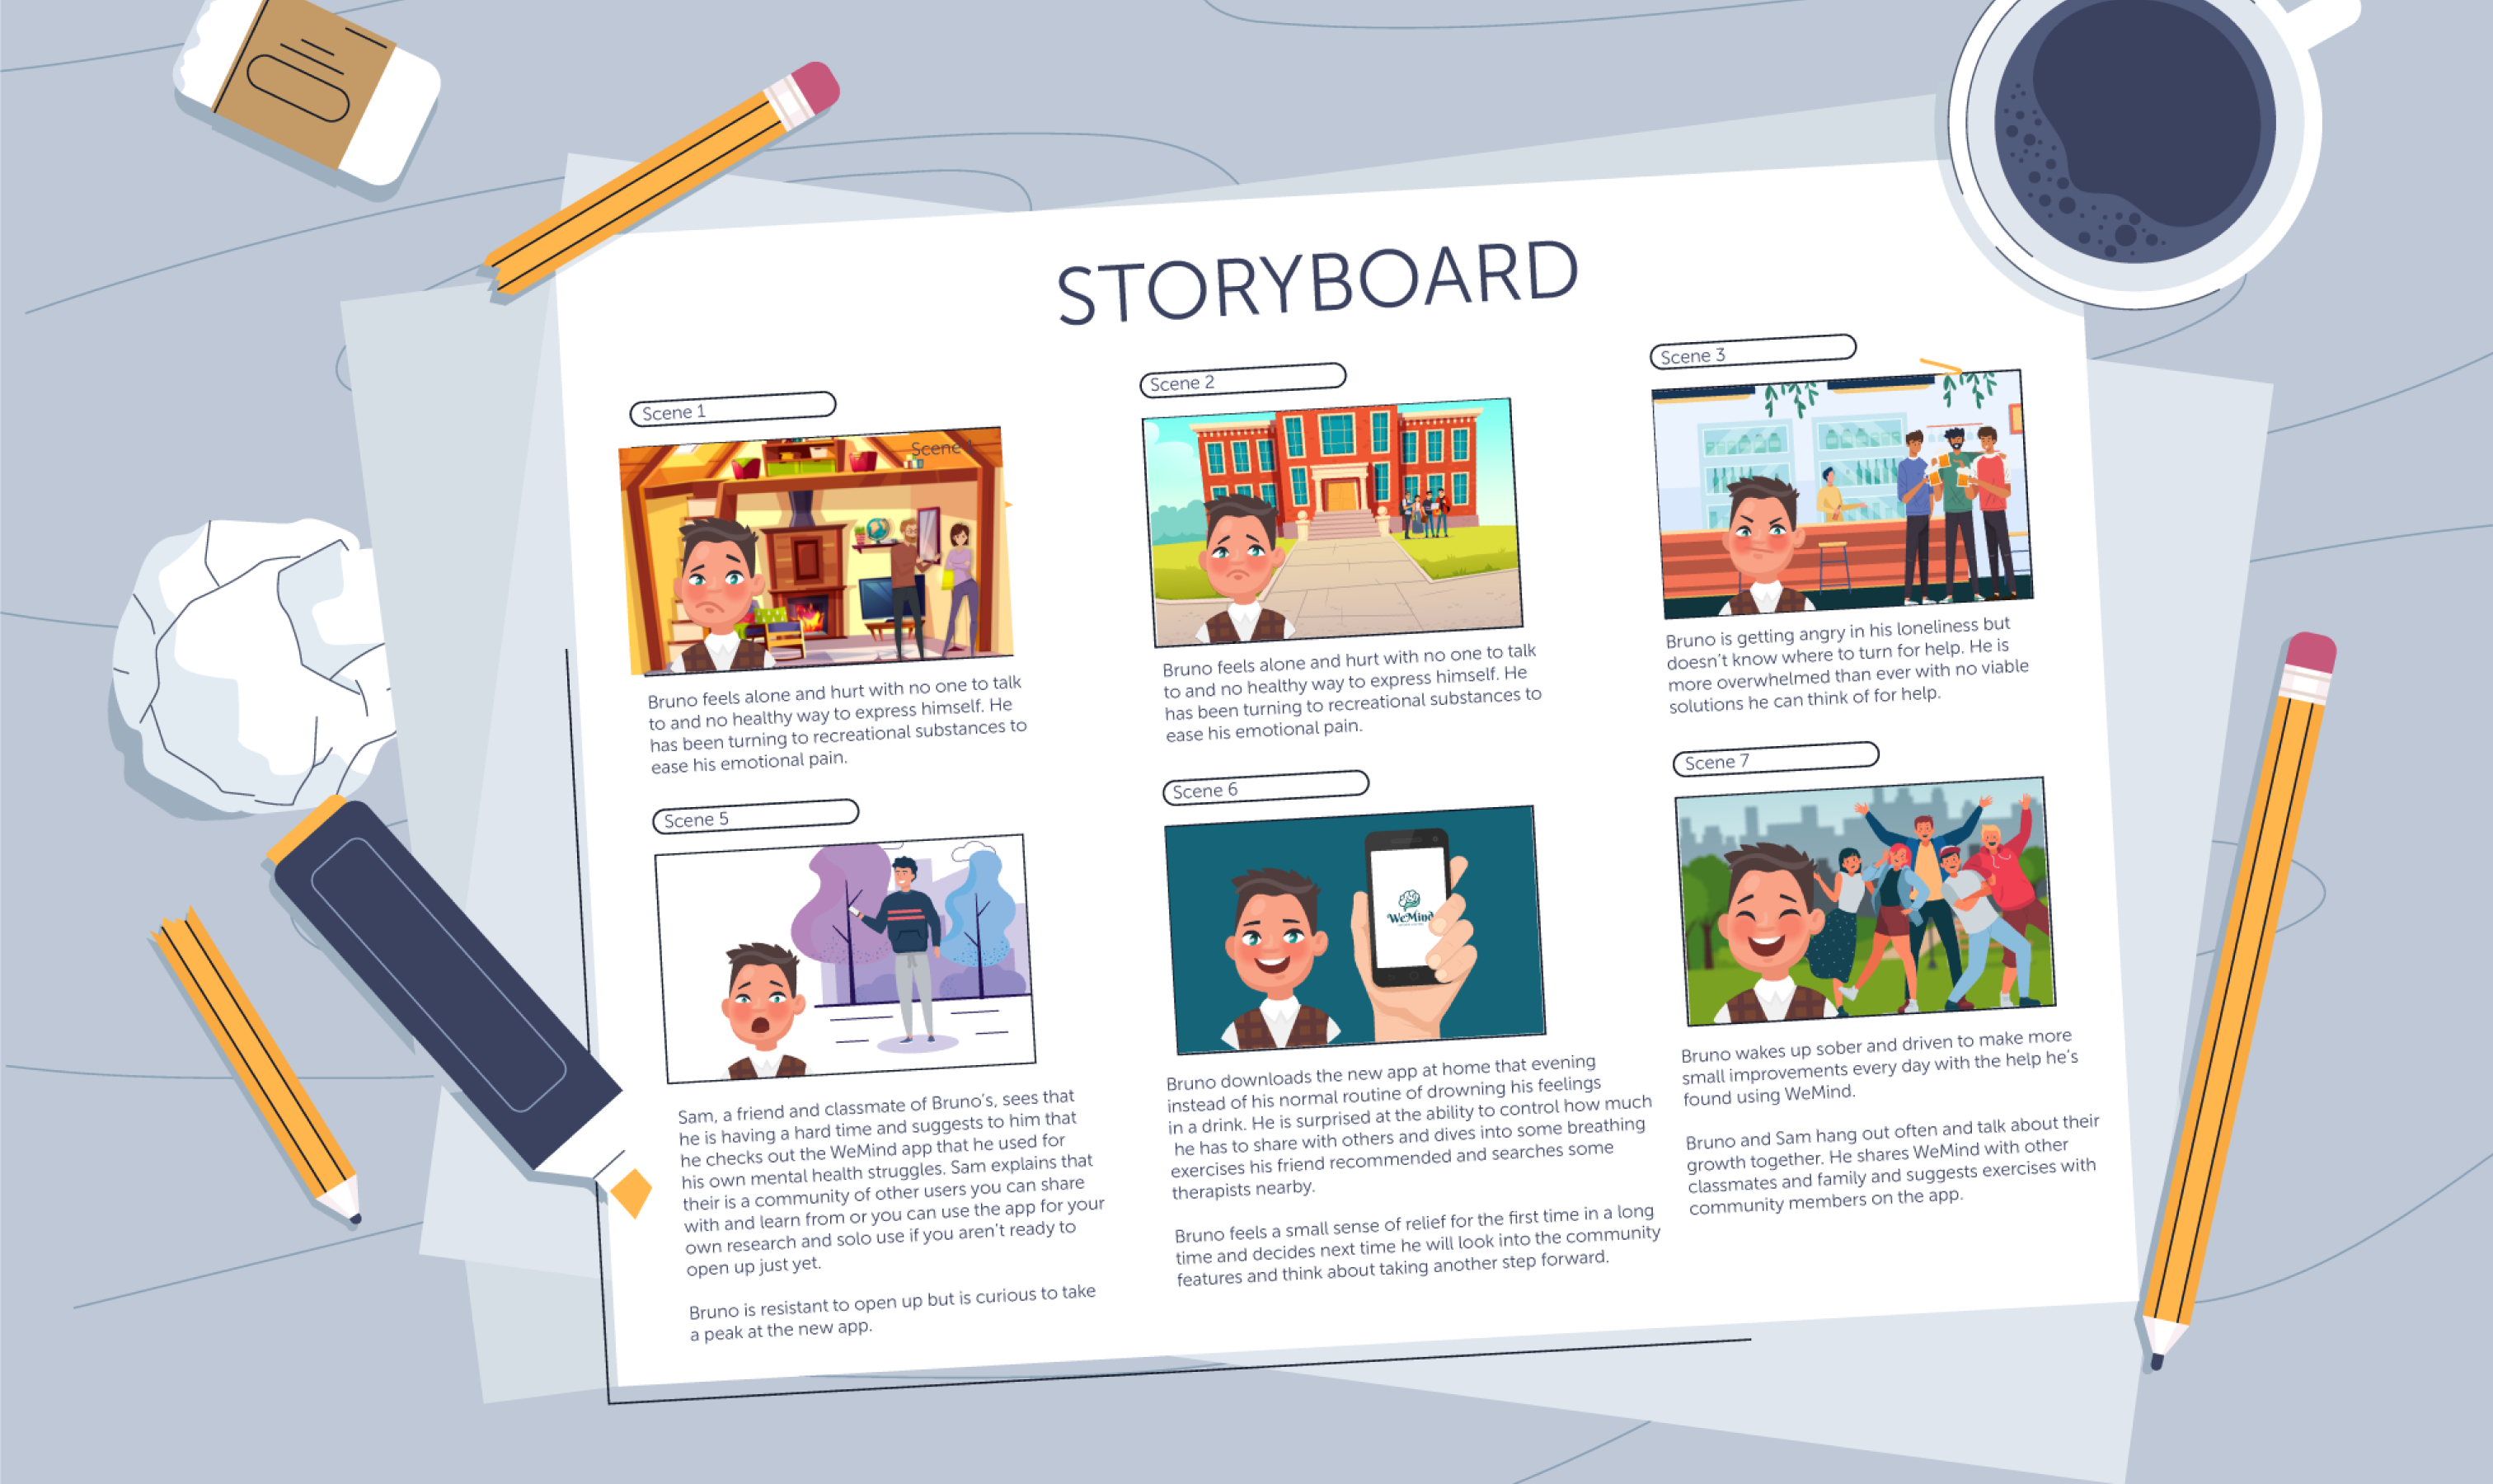 STORYBOARD
Scene 1
Scene
Bruno feels alone and hurt with no one to talk
to and no healthy way to express himself. He
has been turning to recreational substances to
ease his emotional pain.
Scene 2
Bruno feels alone and hurt with no one to talk
to and no healthy way to express himself. He
has been turning to recreational substances to
ease his emotional pain.
Scene 3
Bruno is getting angry in his loneliness but
doesn't know where to turn for help. He is
more overwhelmed than ever with no viable
solutions he can think of for help.
Scene 5
Sam, a friend and classmate of Bruno's, sees that
he is having a hard time and suggests to him that
he checks out the WeMind app that he used for
his own mental health struggles. Sam explains that
their is a community of other users you can share
with and learn from or you can use the app for your
own research and solo use if you aren't ready to
open up just yet.
Bruno is resistant to open up but is curious to take
a peak at the new app.
Scene 6
WeMind
Bruno downloads the new app at home that evening
instead of his normal routine of drowning his feelings
in a drink. He is surprised at the ability to control how much
he has to share with others and dives into some breathing
exercises his friend recommended and searches some
therapists nearby.
Bruno feels a small sense of relief for the first time in a long
time and decides next time he will look into the community
features and think about taking another step forward.
Scene 7
Bruno wakes up sober and driven to make more
small improvements every day with the help he's
found using WeMind.
Bruno and Sam hang out often and talk about their
growth together. He shares WeMind with other
classmates and family and suggests exercises with
community members on the app.